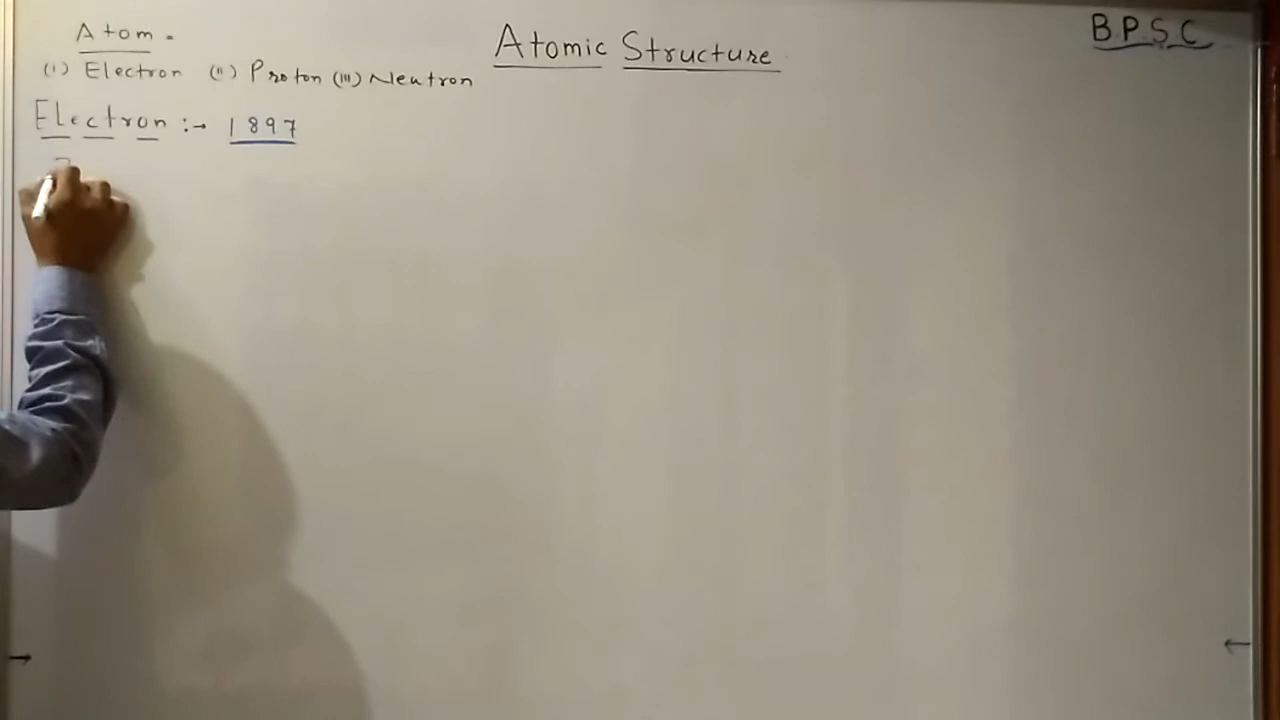 Atomic Structure
BPSC
Atom -
(i) Electron (ii) Proton (iii) Neutron
Electron :→ 1897